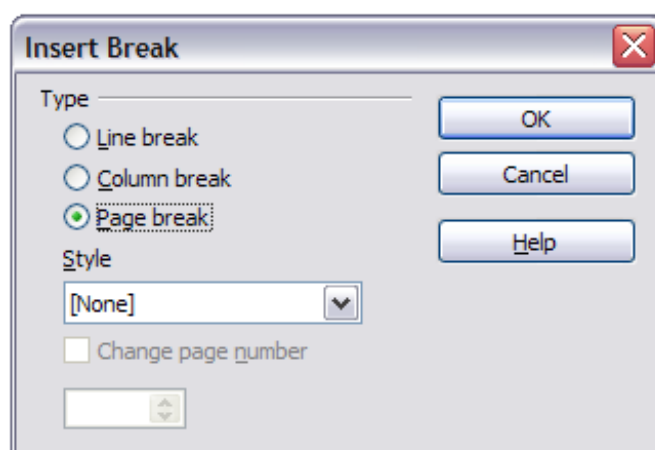 Insert Break
Type
Line break
Column break
Page break
Style
[None]
Change page number
OK
Cancel
Help